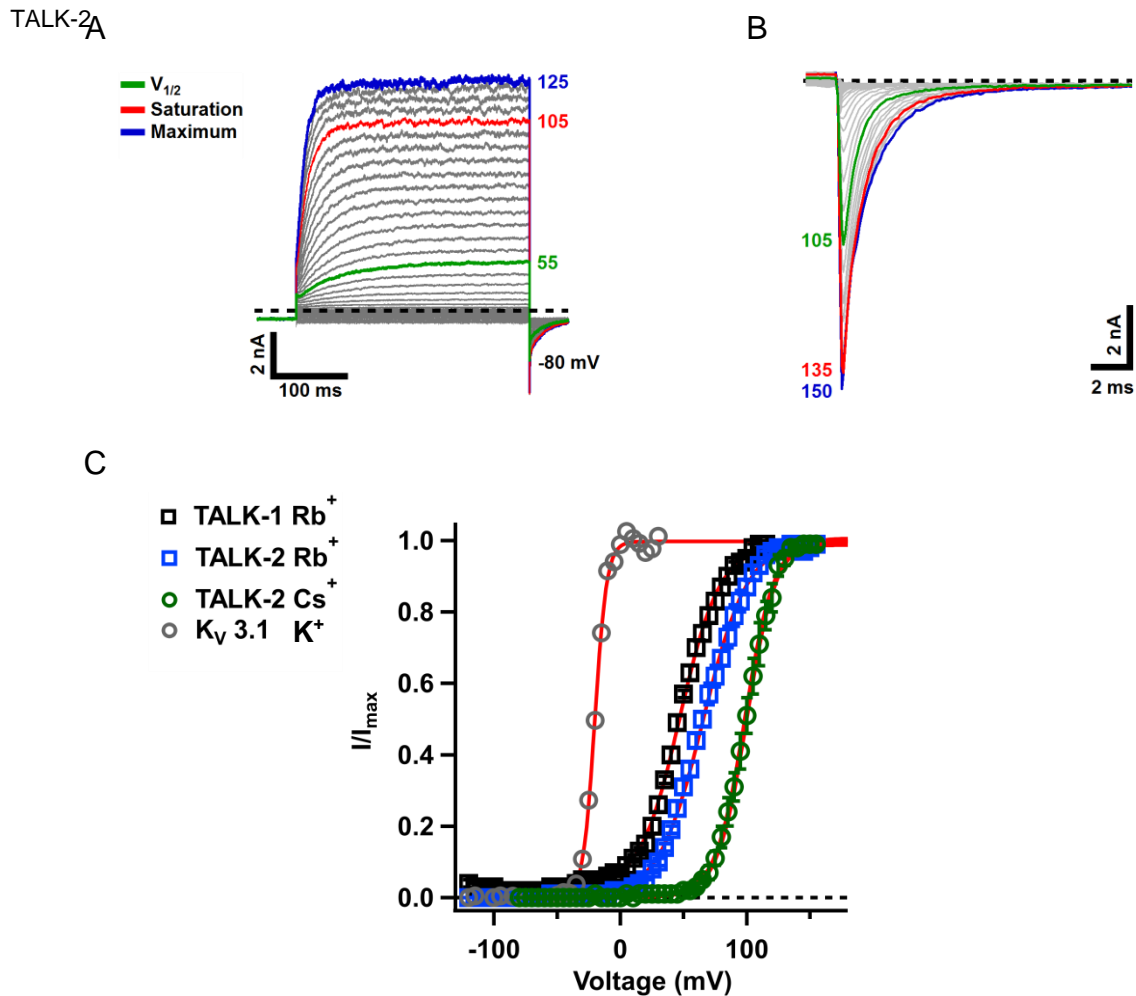 TALK-2
A
B
V1/2
Saturation
Maximum
125
105
55
-80 mV
2 nA
100 ms
105
135
150
2 nA
2 ms
C
TALK-1 Rb+
TALK-2 Rb+
TALK-2 Cs+
KV 3.1 K+
I/Imax
1.0
0.8
0.6
0.4
0.2
0.0
-100
0
100
Voltage (mV)